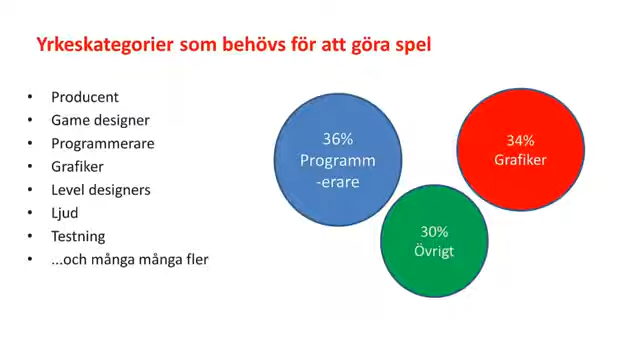 Yrkeskategorier som behövs för att göra spel
• Producent
• Game designer
• Programmerare
• Grafiker
• Level designers
• Ljud
• Testning
• ...och många många fler
36%
Programm
-erare
34%
Grafiker
30%
Övrigt